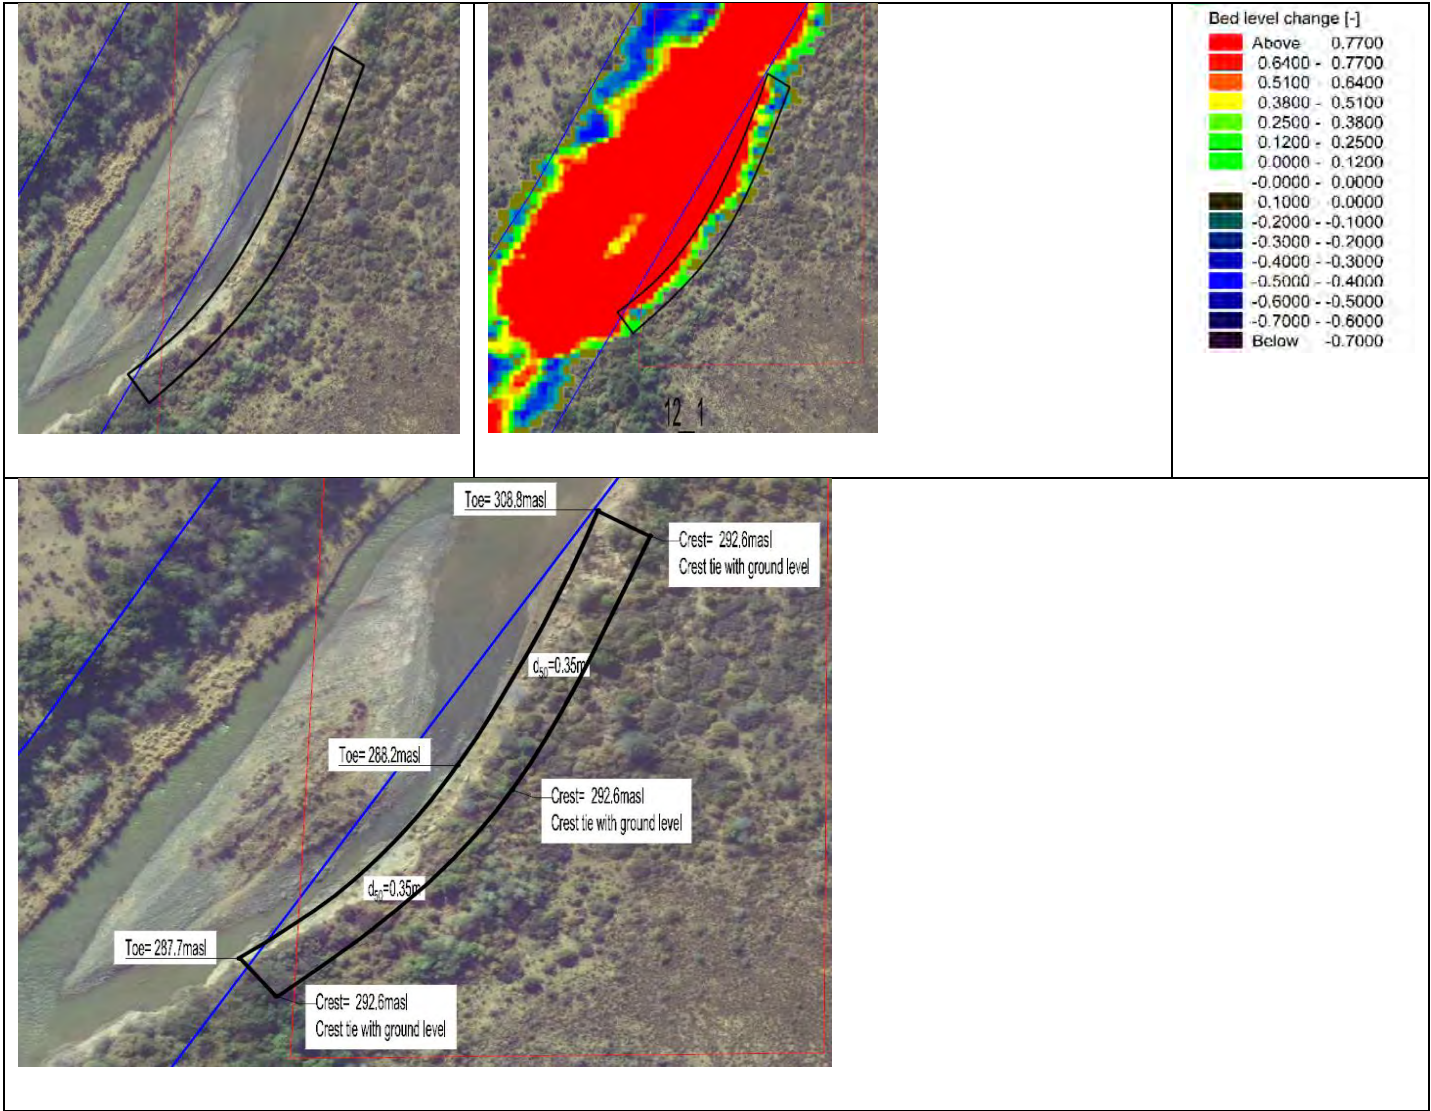 12_1
Bed level change [-]
Above 0.7700
0.6400 - 0.7700
0.5100 - 0.6400
0.3800 - 0.5100
0.2500 - 0.3800
0.1200 - 0.2500
0.0000 - 0.1200
-0.0000 - 0.0000
0.1000 - 0.0000
-0.2000 - -0.1000
-0.3000 - -0.2000
-0.4000 - -0.3000
-0.5000 - -0.4000
-0.6000 - -0.5000
-0.7000 - -0.6000
Below -0.7000
Toe= 308.8masl
Crest= 292.6masl
Crest tie with ground level
d50=0.35m
Toe= 288.2masl
Crest= 292.6masl
Crest tie with ground level
d50=0.35m
Toe= 287.7masl
Crest= 292.6masl
Crest tie with ground level